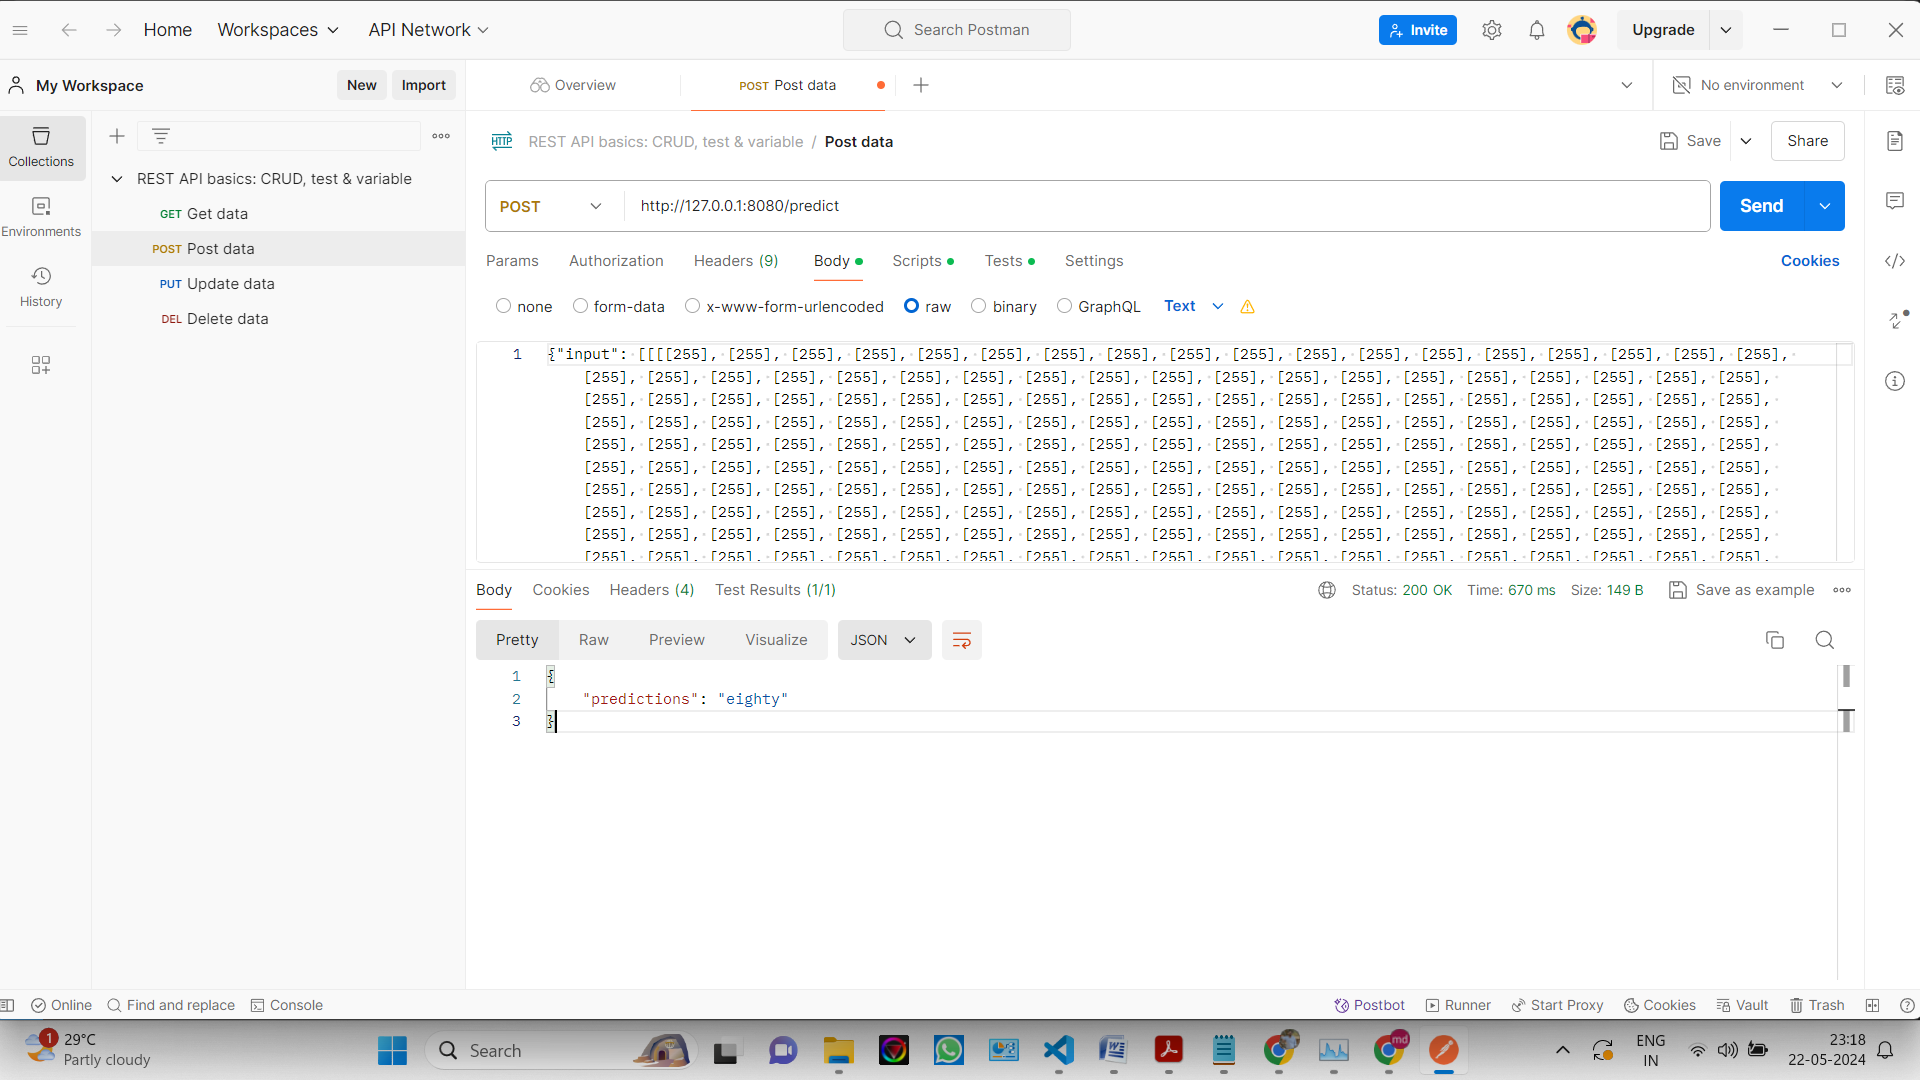 Home Workspaces API Network Search Postman Invite Upgrade
My Workspace New Import Overview POST Post data No environment
Collections
Environments
History
REST API basics: CRUD, test & variable
GET Get data
POST Post data
PUT Update data
DEL Delete data
HTTP REST API basics: CRUD, test & variable / Post data Save Share
POST http://127.0.0.1:8080/predict Send
Params Authorization Headers (9) Body Scripts Tests Settings Cookies
none form-data x-www-form-urlencoded raw binary GraphQL Text
1 {"input": [[[[255], [255], [255], [255], [255], [255], [255], [255], [255], [255], [255], [255], [255], [255], [255], [255], [255], [255],
[255], [255], [255], [255], [255], [255], [255], [255], [255], [255], [255], [255], [255], [255], [255], [255], [255], [255], [255],
[255], [255], [255], [255], [255], [255], [255], [255], [255], [255], [255], [255], [255], [255], [255], [255], [255], [255], [255],
[255], [255], [255], [255], [255], [255], [255], [255], [255], [255], [255], [255], [255], [255], [255], [255], [255], [255], [255],
[255], [255], [255], [255], [255], [255], [255], [255], [255], [255], [255], [255], [255], [255], [255], [255], [255], [255], [255],
[255], [255], [255], [255], [255], [255], [255], [255], [255], [255], [255], [255], [255], [255], [255], [255], [255], [255], [255],
[255], [255], [255], [255], [255], [255], [255], [255], [255], [255], [255], [255], [255], [255], [255], [255], [255], [255], [255],
[255], [255], [255], [255], [255], [255], [255], [255], [255], [255], [255], [255], [255], [255], [255], [255], [255], [255], [255],
[255], [255], [255], [255], [255], [255], [255], [255], [255], [255], [255], [255], [255], [255], [255], [255], [255], [255], [255],
[255], [255], [255], [255], [255], [255], [255], [255], [255], [255], [255], [255], [255], [255], [255], [255], [255], [255], [255],
Body Cookies Headers (4) Test Results (1/1) Status: 200 OK Time: 670 ms Size: 149 B Save as example
Pretty Raw Preview Visualize JSON
1 {
2 "predictions": "eighty"
3 }
Online Find and replace Console Postbot Runner Start Proxy Cookies Vault Trash
1 29°C
Partly cloudy
Search
md
ENG
IN
23:18
22-05-2024